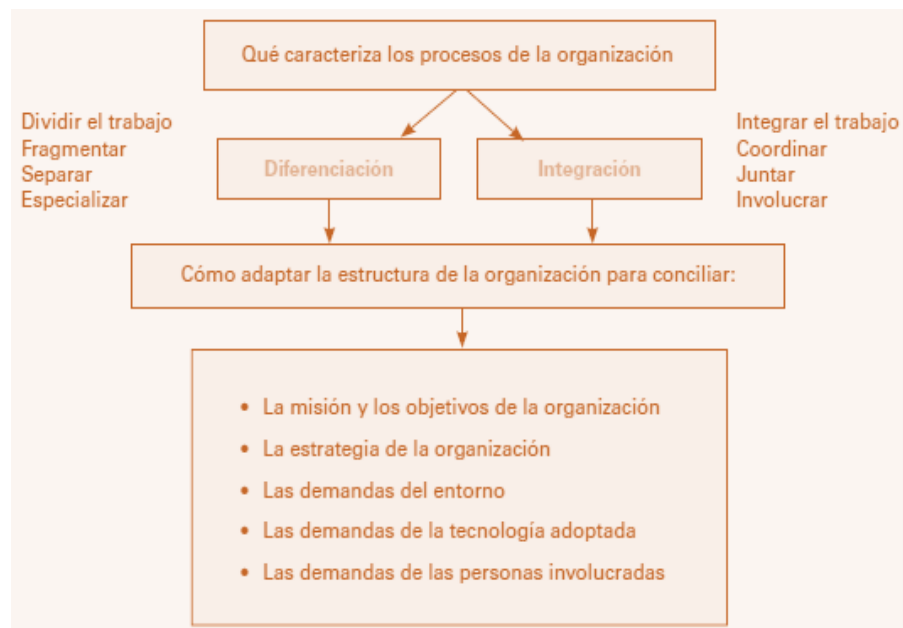 Qué caracteriza los procesos de la organización
Dividir el trabajo
Fragmentar
Separar
Especializar
Diferenciación
Integración
Integrar el trabajo
Coordinar
Juntar
Involucrar
Cómo adaptar la estructura de la organización para conciliar:
• La misión y los objetivos de la organización
• La estrategia de la organización
• Las demandas del entorno
• Las demandas de la tecnología adoptada
• Las demandas de las personas involucradas